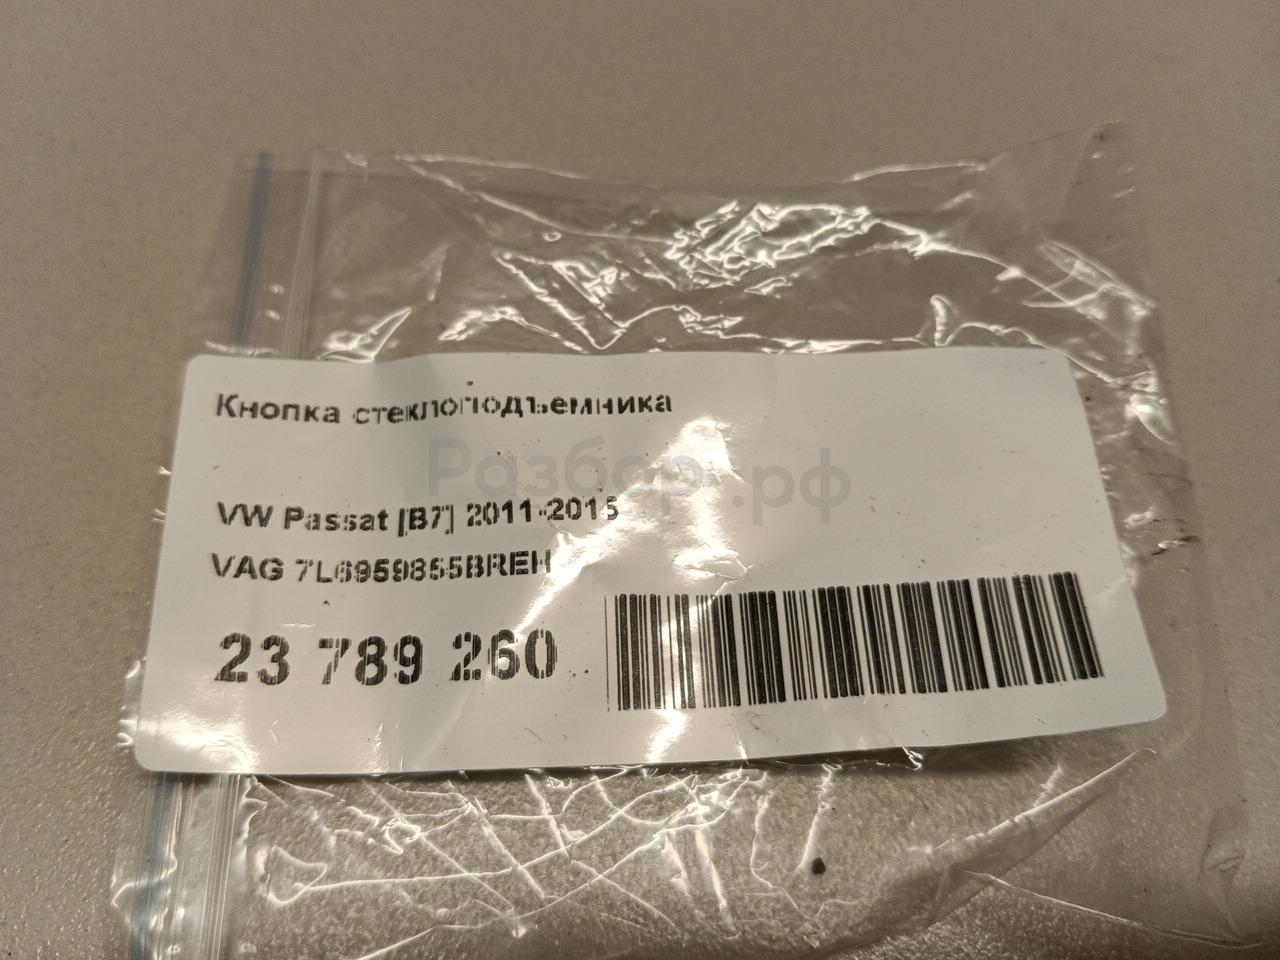 Кнопка стеклоподъемника
Разбор.рф
VW Passat [B7] 2011-2015
VAG 7L6959855BREH
23 789 260